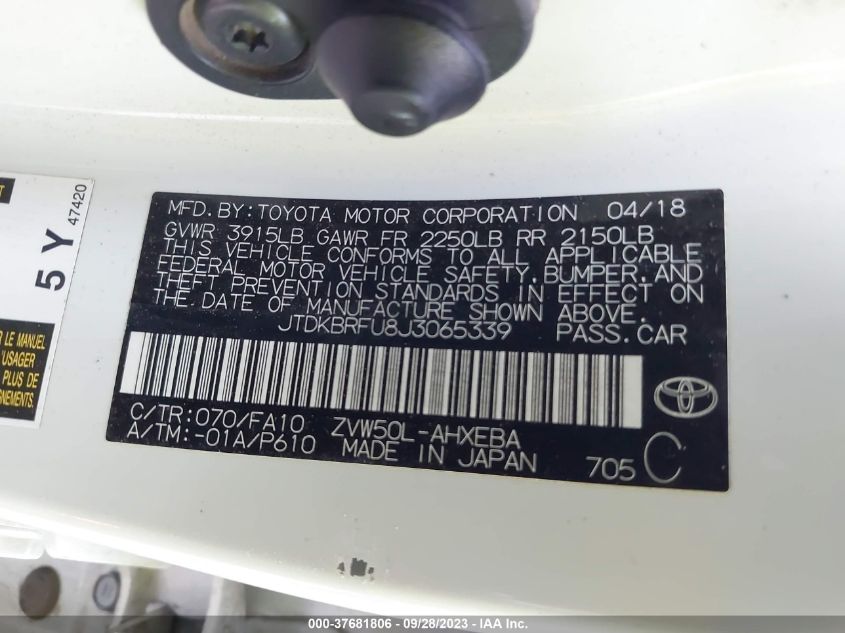 MFD.BY:TOYOTA MOTOR CORPORATION 04/18
GVWR 3915LB GAWR FR 2250LB RR 2150LB
THIS VEHICLE CONFORMS TO ALL APPLICABLE
FEDERAL MOTOR VEHICLE SAFETY,BUMPER,AND
THEFT PREVENTION STANDARDS IN EFFECT ON
THE DATE OF MANUFACTURE SHOWN ABOVE.
JTDKBRFU8J3065339 PASS.CAR
C/TR:070/FA10 ZVW50L-AHXEBA
A/TM:-01A/P610 MADE IN JAPAN 705 C
T
5 Y 47420
R LE MANUEL
L'USAGER
PLUS DE
GNEMENTS.
000-37681806 - 09/28/2023 - IAA Inc.